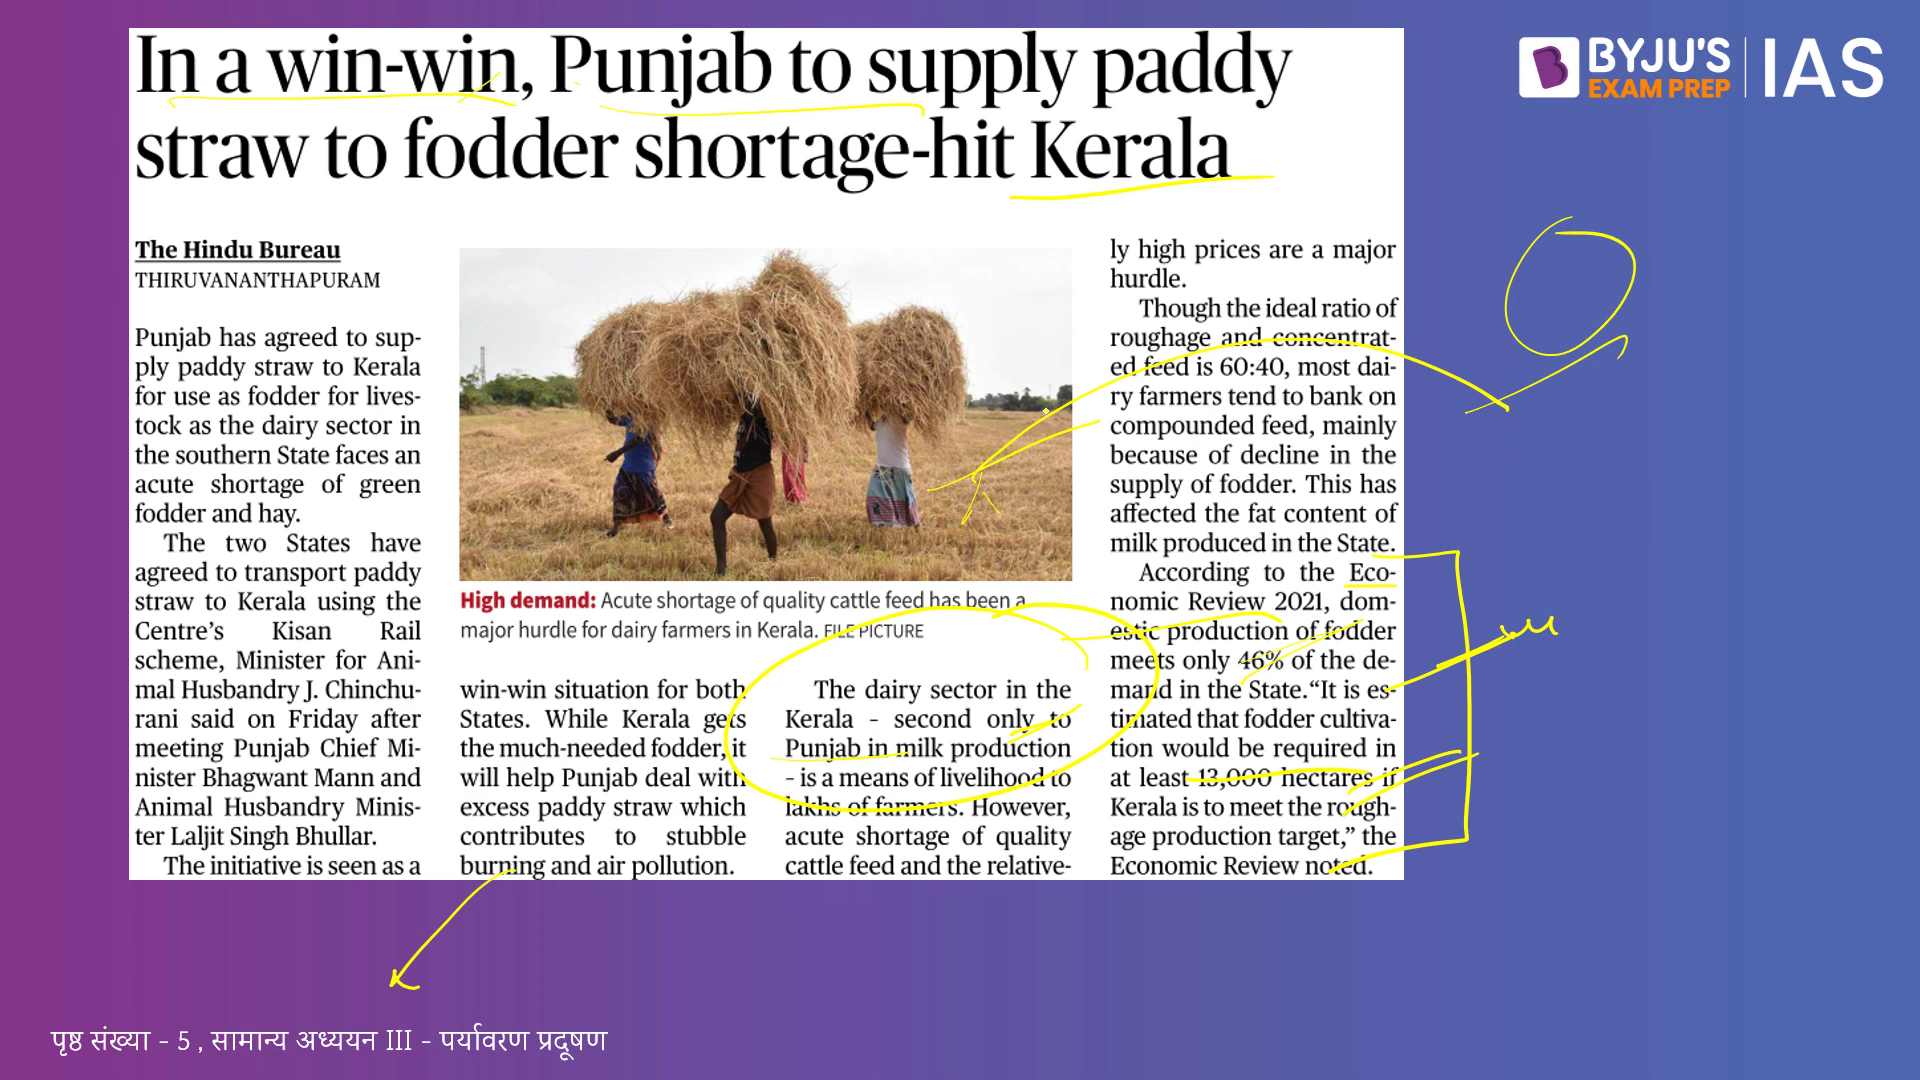 In a win-win, Punjab to supply paddy
straw to fodder shortage-hit Kerala
BYJU'S
EXAM PREP
IAS
The Hindu Bureau
THIRUVANANTHAPURAM
Punjab has agreed to sup-
ply paddy straw to Kerala
for use as fodder for lives-
tock as the dairy sector in
the southern State faces an
acute shortage of green
fodder and hay.
The two States have
agreed to transport paddy
straw to Kerala using the
Centre's Kisan Rail
scheme, Minister for Ani-
mal Husbandry J. Chinchu-
rani said on Friday after
meeting Punjab Chief Mi-
nister Bhagwant Mann and
Animal Husbandry Minis-
ter Laljit Singh Bhullar.
The initiative is seen as a
High demand: Acute shortage of quality cattle feed has been a
major hurdle for dairy farmers in Kerala. FILE PICTURE
win-win situation for both
States. While Kerala gets
the much-needed fodder, it
will help Punjab deal with
excess paddy straw which
contributes to stubble
burning and air pollution.
The dairy sector in the
Kerala - second only to
Punjab in milk production
- is a means of livelihood to
lakhs of farmers. However,
acute shortage of quality
cattle feed and the relative-
ly high prices are a major
hurdle.
Though the ideal ratio of
roughage and concentrat-
ed feed is 60:40, most dai-
ry farmers tend to bank on
compounded feed, mainly
because of decline in the
supply of fodder. This has
affected the fat content of
milk produced in the State.
According to the Eco-
nomic Review 2021, dom-
estic production of fodder
meets only 46% of the de-
mand in the State.“It is es-
timated that fodder cultiva-
tion would be required in
at least 13,000 hectares if
Kerala is to meet the rough-
age production target,” the
Economic Review noted.
पृष्ठ संख्या - 5 , सामान्य अध्ययन III - पर्यावरण प्रदूषण